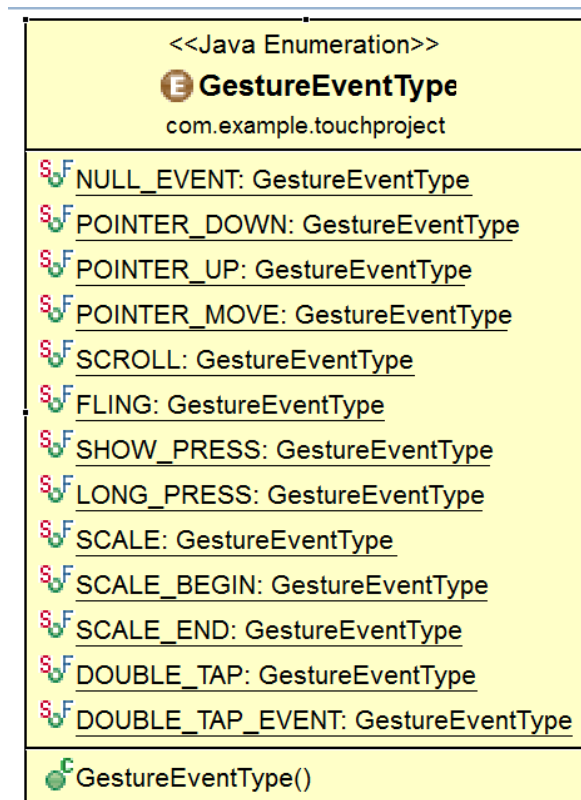 <<Java Enumeration>>
E GestureEventType
com.example.touchproject
S F NULL_EVENT: GestureEventType
S F POINTER_DOWN: GestureEventType
S F POINTER_UP: GestureEventType
S F POINTER_MOVE: GestureEventType
S F SCROLL: GestureEventType
S F FLING: GestureEventType
S F SHOW_PRESS: GestureEventType
S F LONG_PRESS: GestureEventType
S F SCALE: GestureEventType
S F SCALE_BEGIN: GestureEventType
S F SCALE_END: GestureEventType
S F DOUBLE_TAP: GestureEventType
S F DOUBLE_TAP_EVENT: GestureEventType
C GestureEventType()